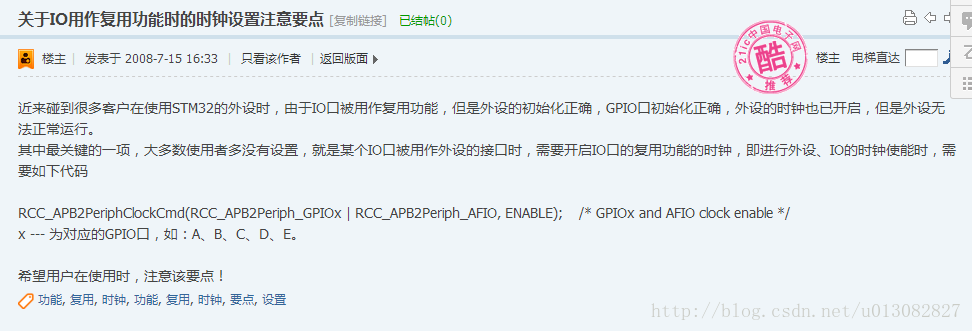 关于IO用作复用功能时的时钟设置注意要点 [复制链接] 已结帖(0)
楼主 | 发表于 2008-7-15 16:33 | 只看该作者 | 返回版面
21ic中国电子网
酷
推荐
楼主 电梯直达
近来碰到很多客户在使用STM32的外设时，由于IO口被用作复用功能，但是外设的初始化正确，GPIO口初始化正确，外设的时钟也已开启，但是外设无
法正常运行。
其中最关键的一项，大多数使用者多没有设置，就是某个IO口被用作外设的接口时，需要开启IO口的复用功能的时钟，即进行外设、IO的时钟使能时，需
要如下代码
RCC_APB2PeriphClockCmd(RCC_APB2Periph_GPIOx | RCC_APB2Periph_AFIO, ENABLE); /* GPIOx and AFIO clock enable */
x --- 为对应的GPIO口，如：A、B、C、D、E。
希望用户在使用时，注意该要点！
功能, 复用, 时钟, 功能, 复用, 时钟, 要点, 设置
http://blog.csdn.net/u013082827